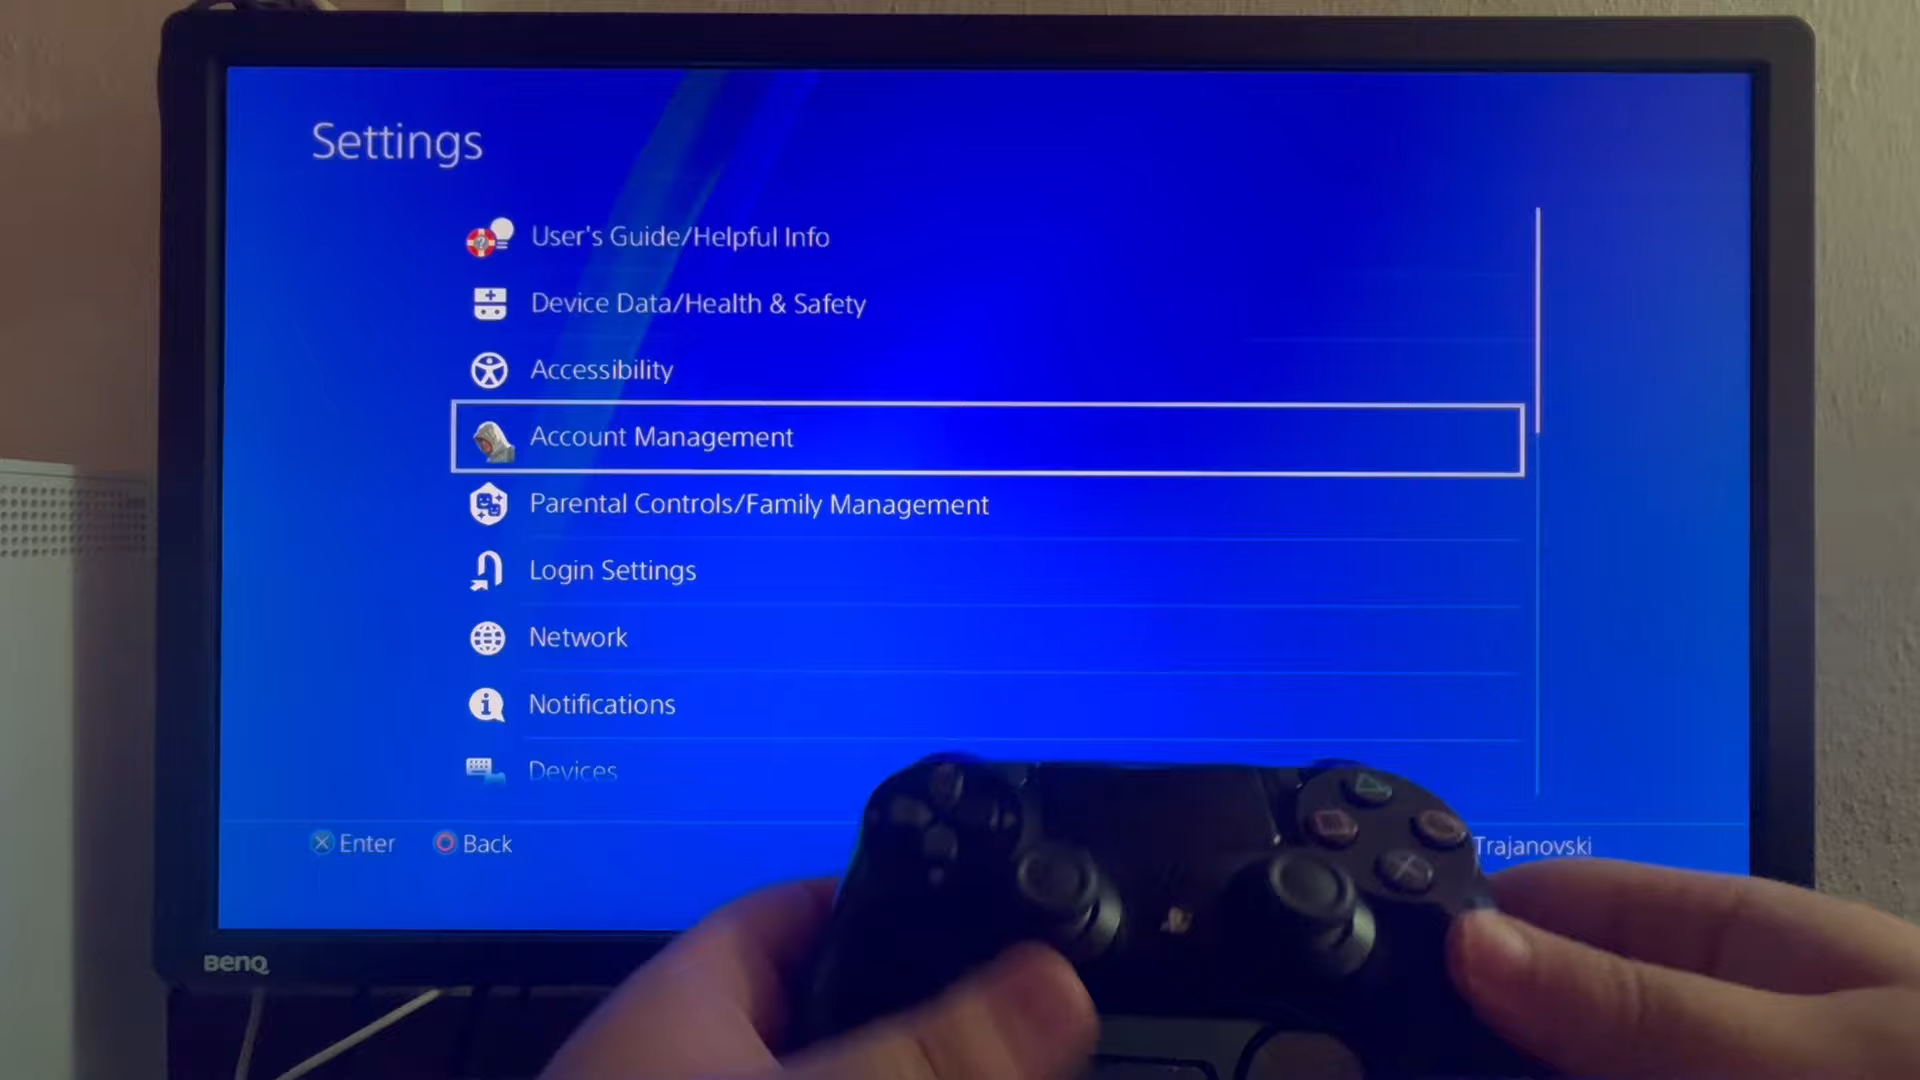 Settings
User's Guide/Helpful Info
Device Data/Health & Safety
Accessibility
Account Management
Parental Controls/Family Management
Login Settings
Network
Notifications
Devices
Enter
Back
Trajanovski
BenQ